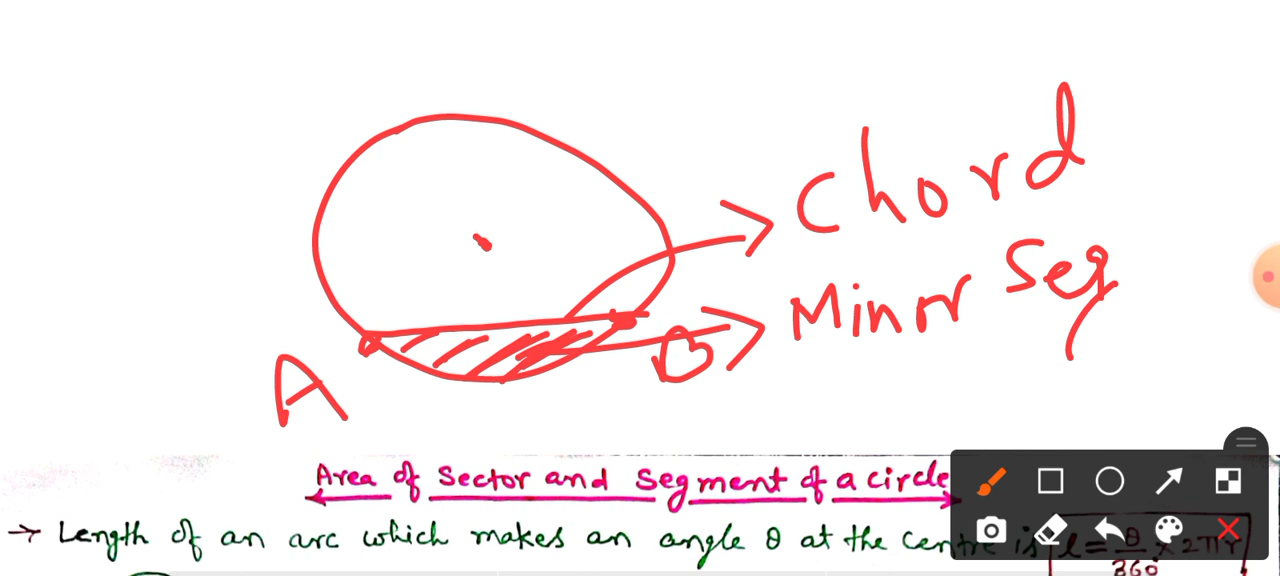 Chord
Minor Seg
A
B
Area of Sector and Segment of a circle
→ Length of an arc which makes an angle θ at the centre is l = θ/360° × 2πr